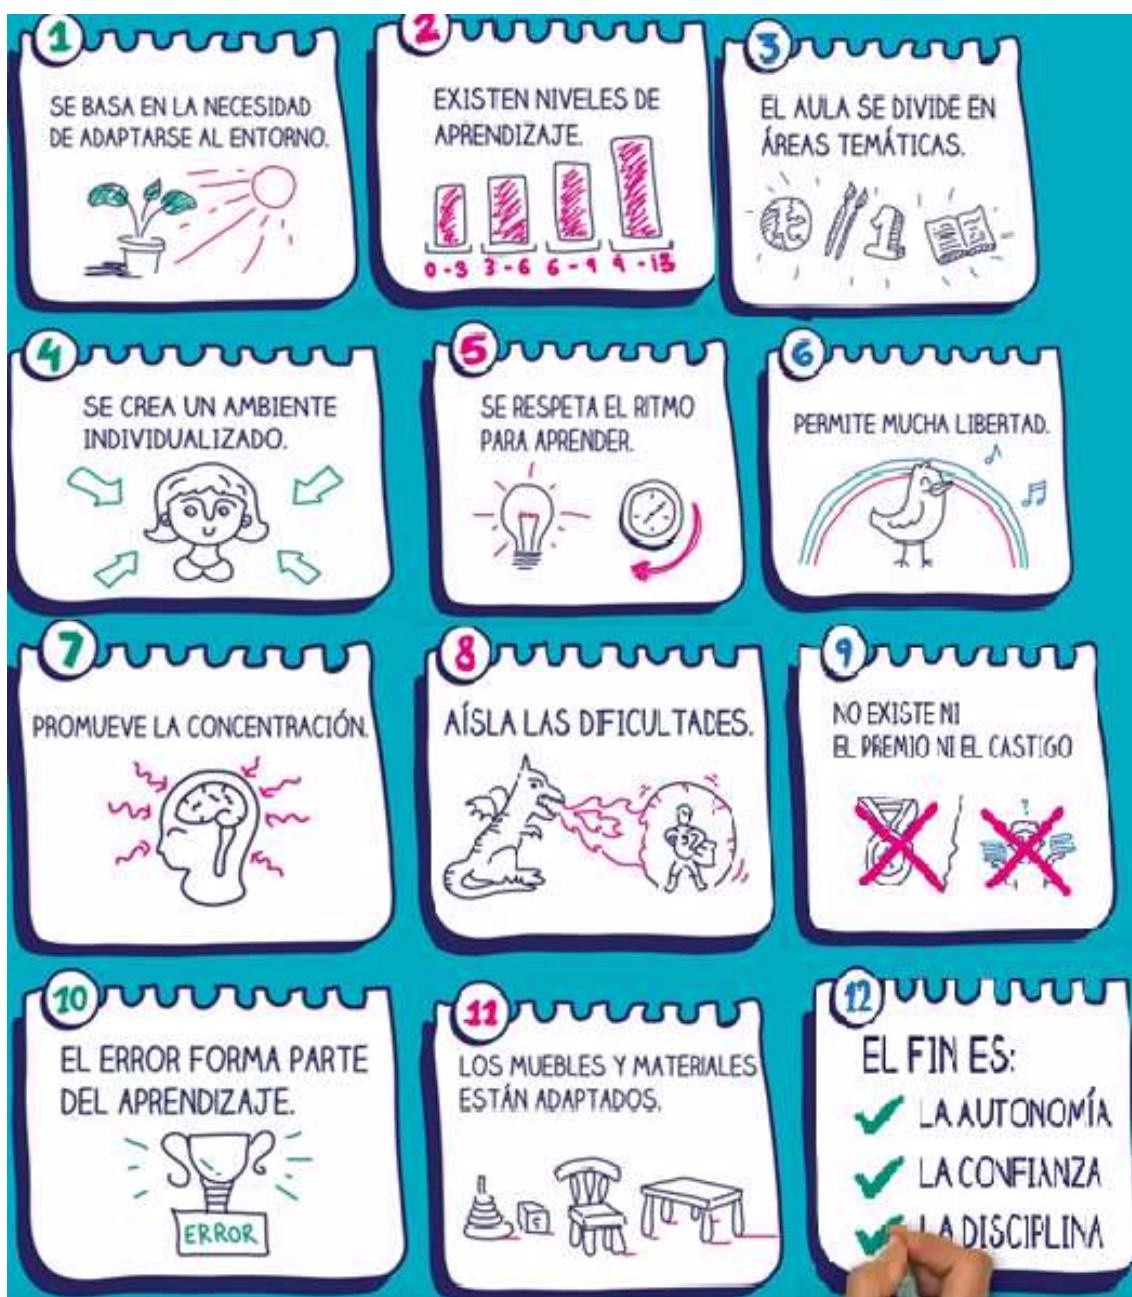 1
SE BASA EN LA NECESIDAD
DE ADAPTARSE AL ENTORNO.
2
EXISTEN NIVELES DE
APRENDIZAJE.
0-3 3-6 6-9 9-13
3
EL AULA SE DIVIDE EN
ÁREAS TEMÁTICAS.
1
4
SE CREA UN AMBIENTE
INDIVIDUALIZADO.
5
SE RESPETA EL RITMO
PARA APRENDER.
6
PERMITE MUCHA LIBERTAD.
7
PROMUEVE LA CONCENTRACIÓN.
8
AÍSLA LAS DIFICULTADES.
9
NO EXISTE NI
EL PREMIO NI EL CASTIGO
10
EL ERROR FORMA PARTE
DEL APRENDIZAJE.
ERROR
11
LOS MUEBLES Y MATERIALES
ESTÁN ADAPTADOS.
12
EL FIN ES:
LA AUTONOMÍA
LA CONFIANZA
LA DISCIPLINA